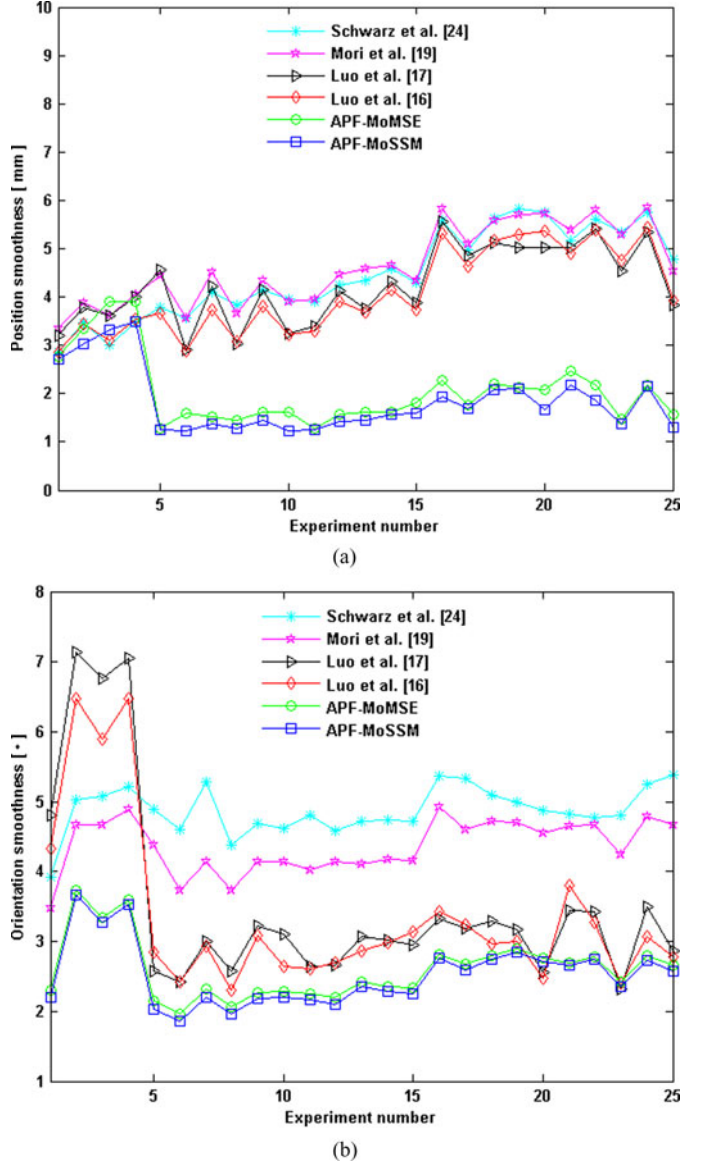 10
9
8
7
6
5
4
3
2
1
0
Position smoothness [ mm ]
Schwarz et al. [24]
Mori et al. [19]
Luo et al. [17]
Luo et al. [16]
APF-MoMSE
APF-MoSSM
5 10 15 20 25
Experiment number
(a)
8
7
6
5
4
3
2
1
Orientation smoothness [ ∘ ]
Schwarz et al. [24]
Mori et al. [19]
Luo et al. [17]
Luo et al. [16]
APF-MoMSE
APF-MoSSM
5 10 15 20 25
Experiment number
(b)